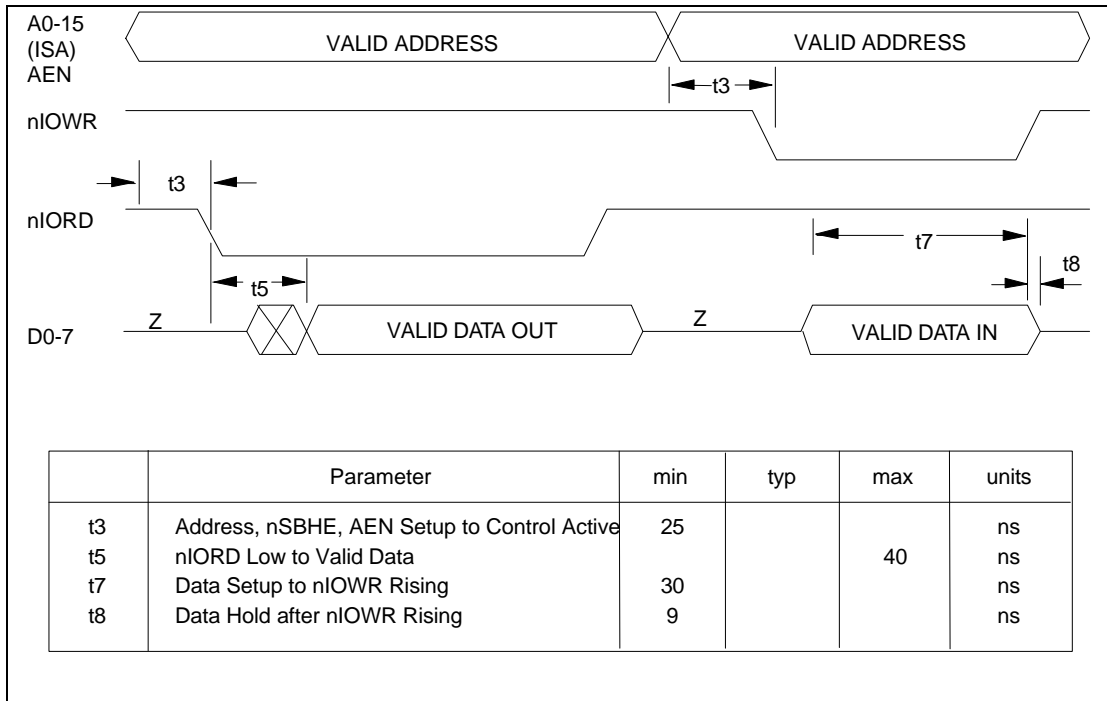 A0-15
(ISA)
AEN
VALID ADDRESS
VALID ADDRESS
t3
nIOWR
t3
nIORD
t7
t8
t5
D0-7
Z
VALID DATA OUT
Z
VALID DATA IN
Parameter min typ max units
t3 Address, nSBHE, AEN Setup to Control Active 25 ns
t5 nIORD Low to Valid Data 40 ns
t7 Data Setup to nIOWR Rising 30 ns
t8 Data Hold after nIOWR Rising 9 ns